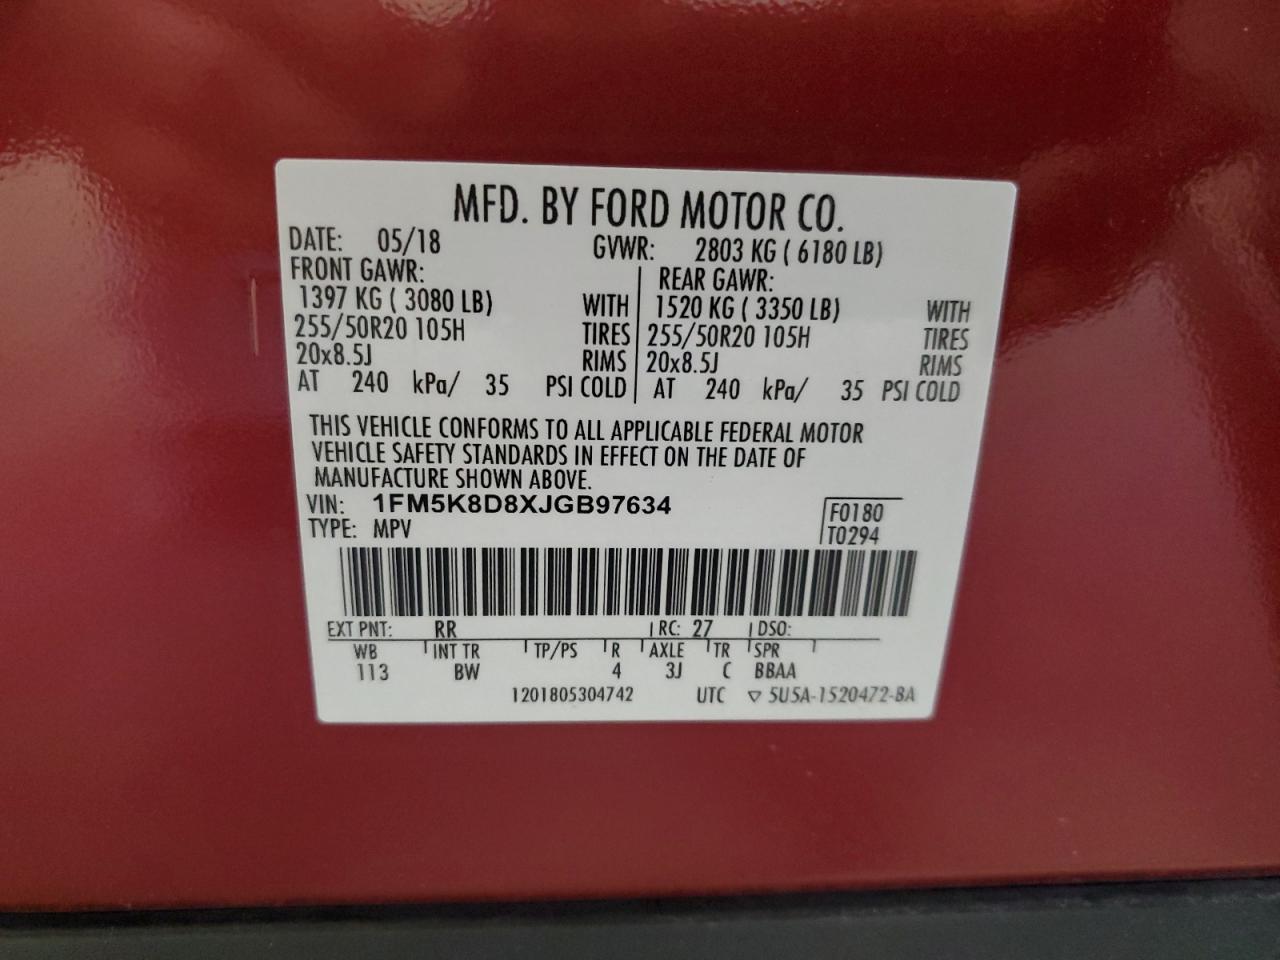 MFD. BY FORD MOTOR CO.
DATE: 05/18 GVWR: 2803 KG ( 6180 LB)
FRONT GAWR: REAR GAWR:
1397 KG ( 3080 LB) WITH 1520 KG ( 3350 LB) WITH
255/50R20 105H TIRES 255/50R20 105H TIRES
20x8.5J RIMS 20x8.5J RIMS
AT 240 kPa/ 35 PSI COLD AT 240 kPa/ 35 PSI COLD
THIS VEHICLE CONFORMS TO ALL APPLICABLE FEDERAL MOTOR
VEHICLE SAFETY STANDARDS IN EFFECT ON THE DATE OF
MANUFACTURE SHOWN ABOVE.
VIN: 1FM5K8D8XJGB97634 F0180
TYPE: MPV T0294
EXT PNT: RR RC: 27 DSO:
WB INT TR TP/PS R AXLE TR SPR
113 BW 4 3J C BBAA
1201805304742 UTC ▽ 5U5A-1520472-BA